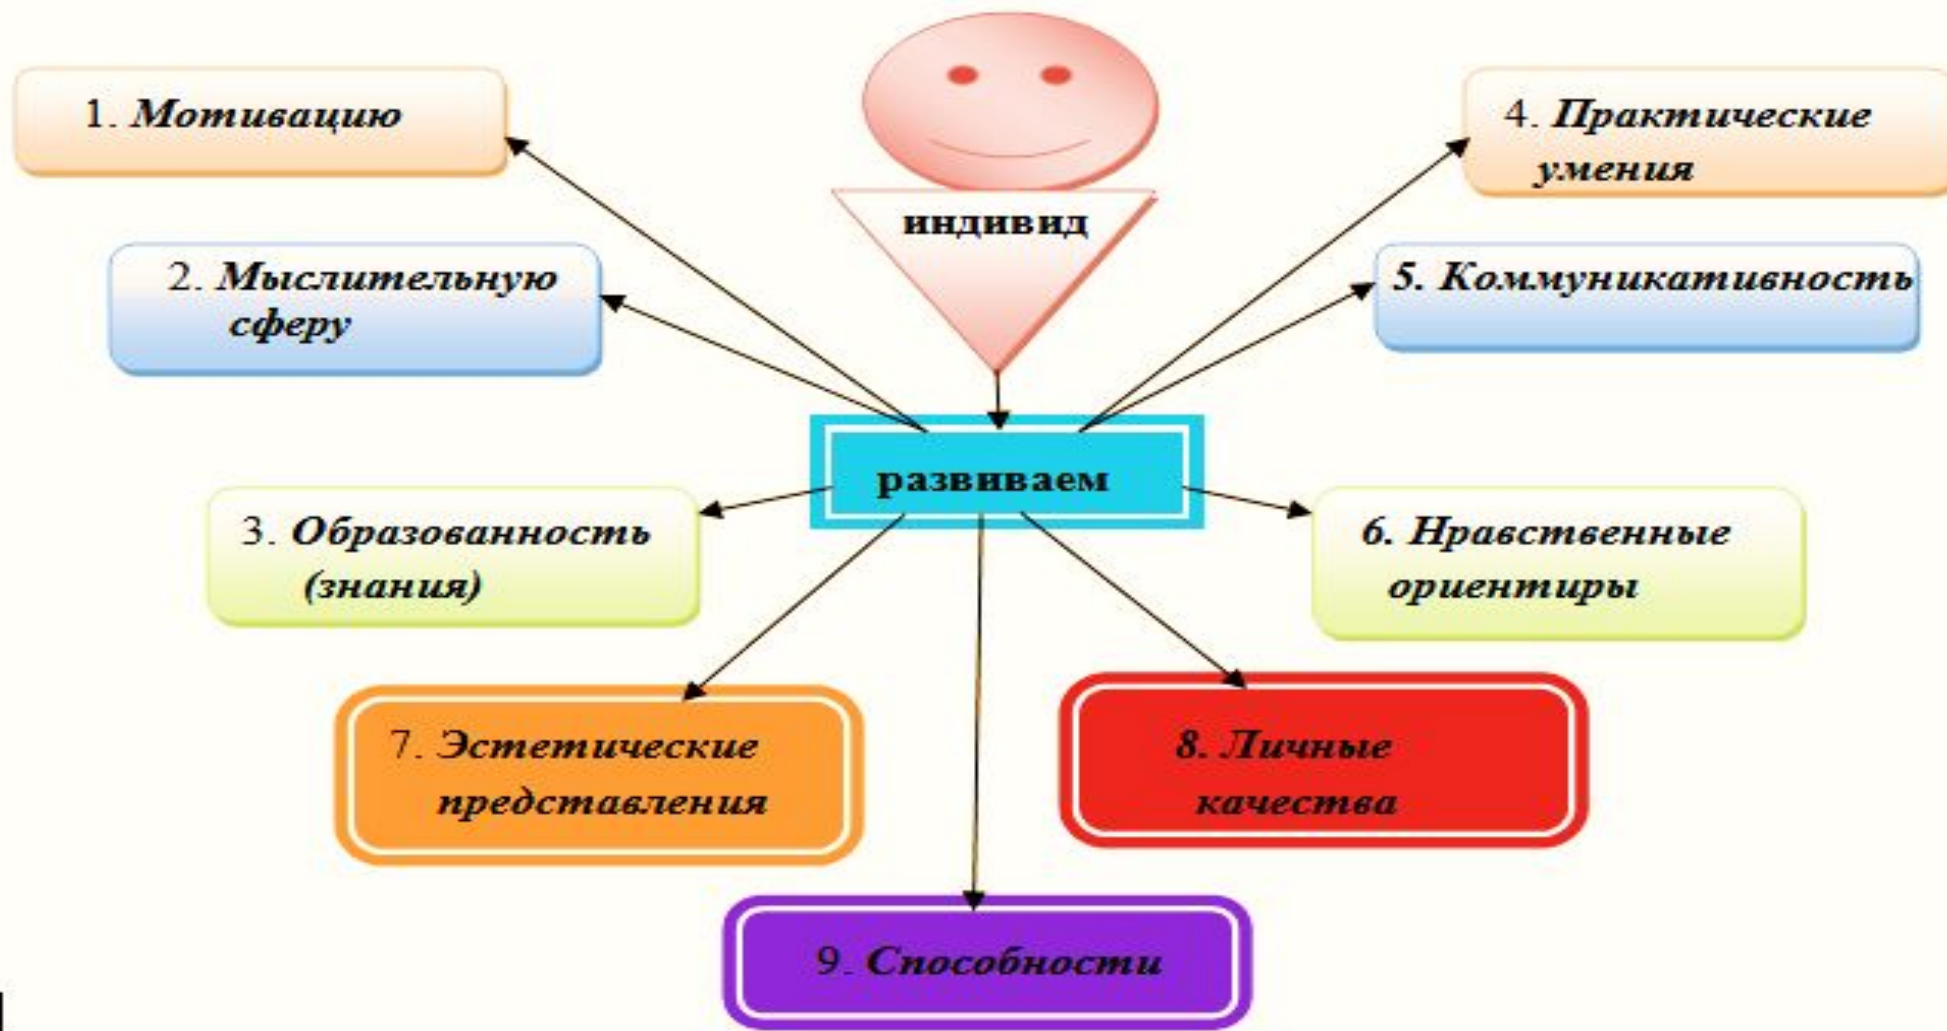 индивид
развиваем
1. Мотивацию
2. Мыслительную
сферу
3. Образованность
(знания)
4. Практические
умения
5. Коммуникативность
6. Нравственные
ориентиры
7. Эстетические
представления
8. Личные
качества
9. Способности